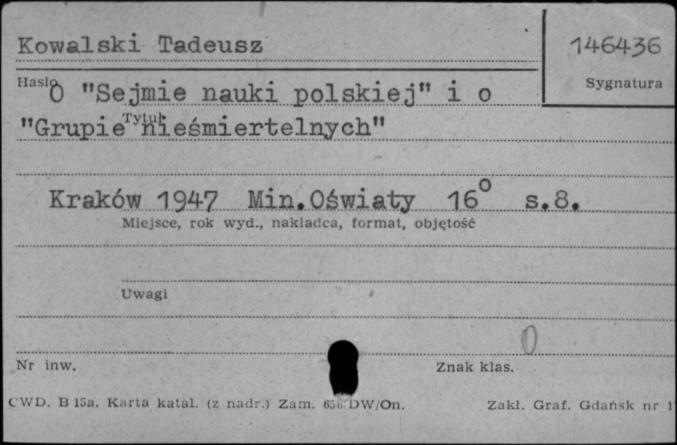 Kowalski Tadeusz
146436
Hasło
Sygnatura
O "Sejmie nauki polskiej" i o
Tytuł
"Grupie nieśmiertelnych"
Kraków 1947 Min.Oświaty 16° s.8.
Miejsce, rok wyd., nakładca, format, objętość
Uwagi
0
Nr inw.
Znak klas.
CWD. B 15a. Karta katal. (z nadr.) Zam. DW/On.
Zakł. Graf. Gdańsk nr